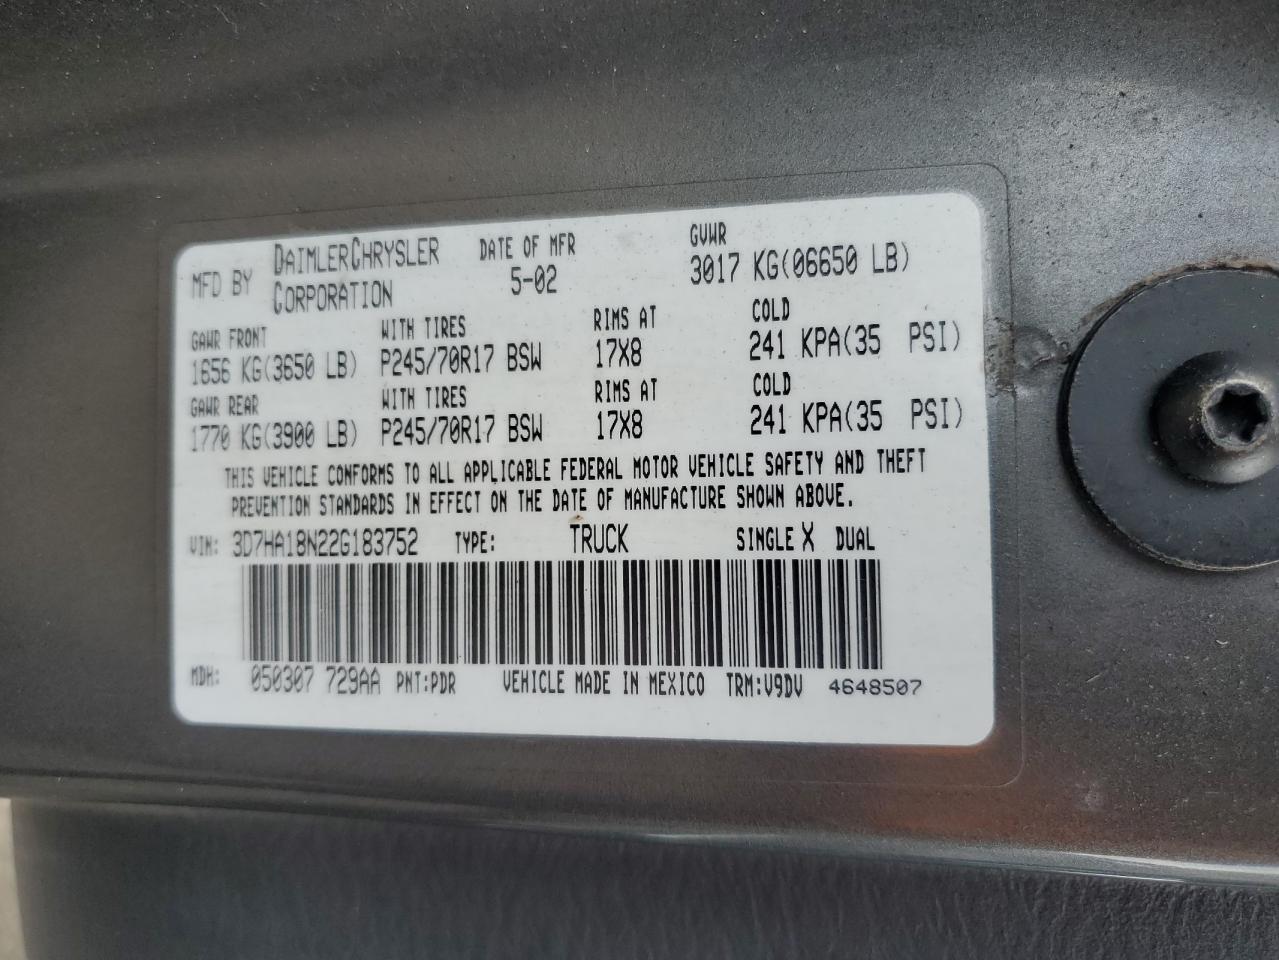 MFD BY DAIMLERCHRYSLER CORPORATION DATE OF MFR 5-02 GVWR 3017 KG(06650 LB)
GAWR FRONT WITH TIRES RIMS AT COLD
1656 KG(3650 LB) P245/70R17 BSW 17X8 241 KPA(35 PSI)
GAWR REAR WITH TIRES RIMS AT COLD
1770 KG(3900 LB) P245/70R17 BSW 17X8 241 KPA(35 PSI)
THIS VEHICLE CONFORMS TO ALL APPLICABLE FEDERAL MOTOR VEHICLE SAFETY AND THEFT
PREVENTION STANDARDS IN EFFECT ON THE DATE OF MANUFACTURE SHOWN ABOVE.
VIN: 3D7HA18N22G183752 TYPE: TRUCK SINGLE X DUAL
MDH: 050307 729AA PNT:PDR VEHICLE MADE IN MEXICO TRM:V9DV 4648507